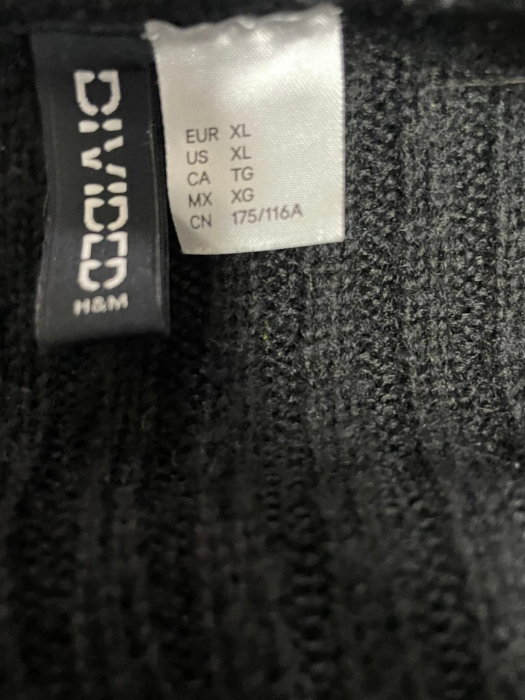 DIVIDED
H&M
EUR XL
US XL
CA TG
MX XG
CN 175/116A